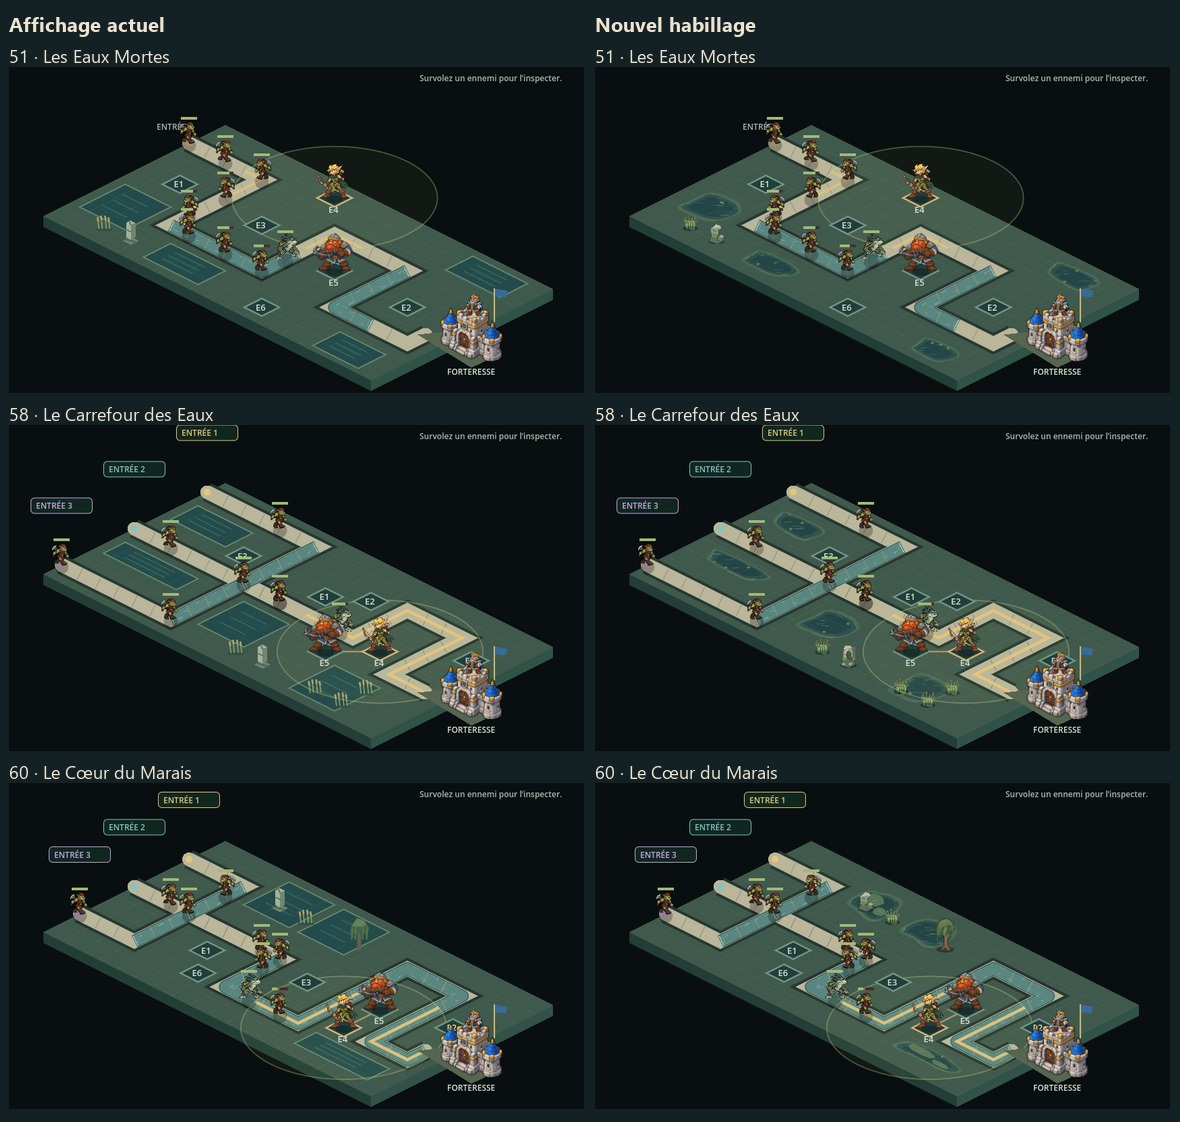 Affichage actuel
Nouvel habillage
51 · Les Eaux Mortes
51 · Les Eaux Mortes
Survolez un ennemi pour l'inspecter.
E1
E4
E3
E5
E6
E2
FORTERESSE
Survolez un ennemi pour l'inspecter.
E1
E4
E3
E5
E6
E2
FORTERESSE
58 · Le Carrefour des Eaux
58 · Le Carrefour des Eaux
ENTRÉE 1
Survolez un ennemi pour l'inspecter.
ENTRÉE 2
ENTRÉE 3
E1
E2
E5
E4
FORTERESSE
ENTRÉE 1
Survolez un ennemi pour l'inspecter.
ENTRÉE 2
ENTRÉE 3
E1
E2
E5
E4
FORTERESSE
60 · Le Cœur du Marais
60 · Le Cœur du Marais
ENTRÉE 1
Survolez un ennemi pour l'inspecter.
ENTRÉE 2
ENTRÉE 3
E1
E6
E3
E5
E4
FORTERESSE
ENTRÉE 1
Survolez un ennemi pour l'inspecter.
ENTRÉE 2
ENTRÉE 3
E1
E6
E3
E5
E4
FORTERESSE